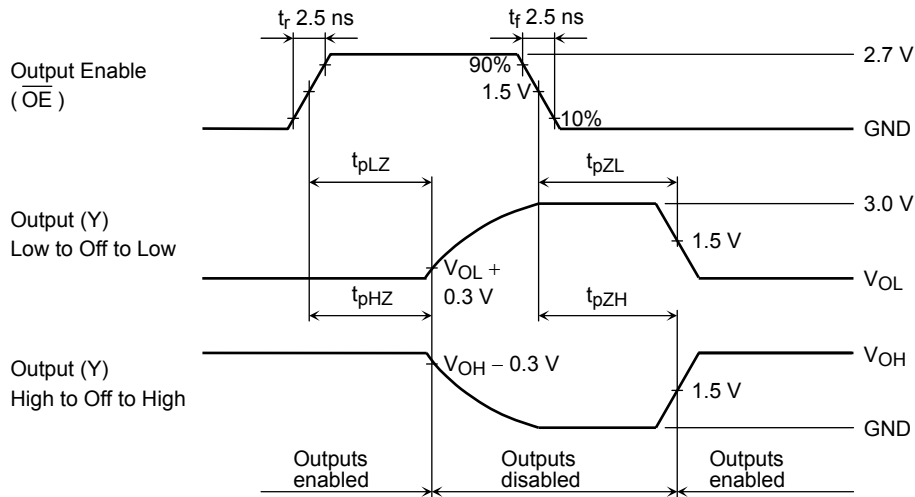 tr 2.5 ns
tf 2.5 ns
Output Enable
( OE )
90%
1.5 V
10%
2.7 V
GND
tpLZ
tpZL
Output (Y)
Low to Off to Low
3.0 V
1.5 V
VOL +
0.3 V
VOL
tpHZ
tpZH
Output (Y)
High to Off to High
VOH − 0.3 V
VOH
1.5 V
GND
Outputs
enabled
Outputs
disabled
Outputs
enabled